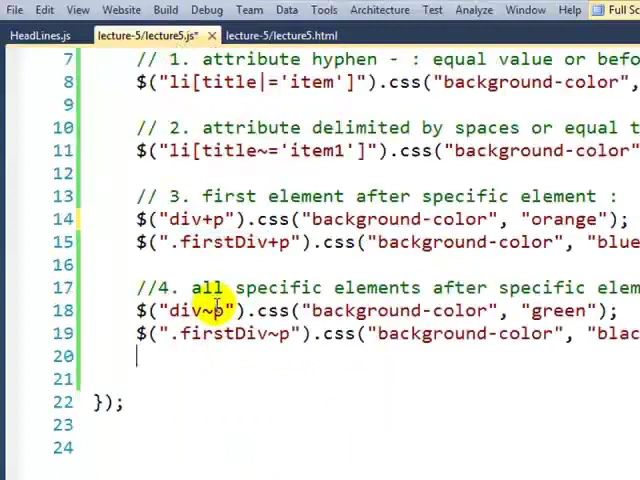 File Edit View Website Build Debug Team Data Tools Architecture Test Analyze Window Help Full Sc
HeadLines.js lecture-5/lecture5.js* × lecture-5/lecture5.html
7 // 1. attribute hyphen - : equal value or befo
8 $("li[title|='item']").css("background-color",
9
10 // 2. attribute delimited by spaces or equal t
11 $("li[title~='item1']").css("background-color"
12
13 // 3. first element after specific element :
14 $("div+p").css("background-color", "orange");
15 $(".firstDiv+p").css("background-color", "blue
16
17 //4. all specific elements after specific elem
18 $("div~p").css("background-color", "green");
19 $(".firstDiv~p").css("background-color", "blac
20
21
22 });
23
24